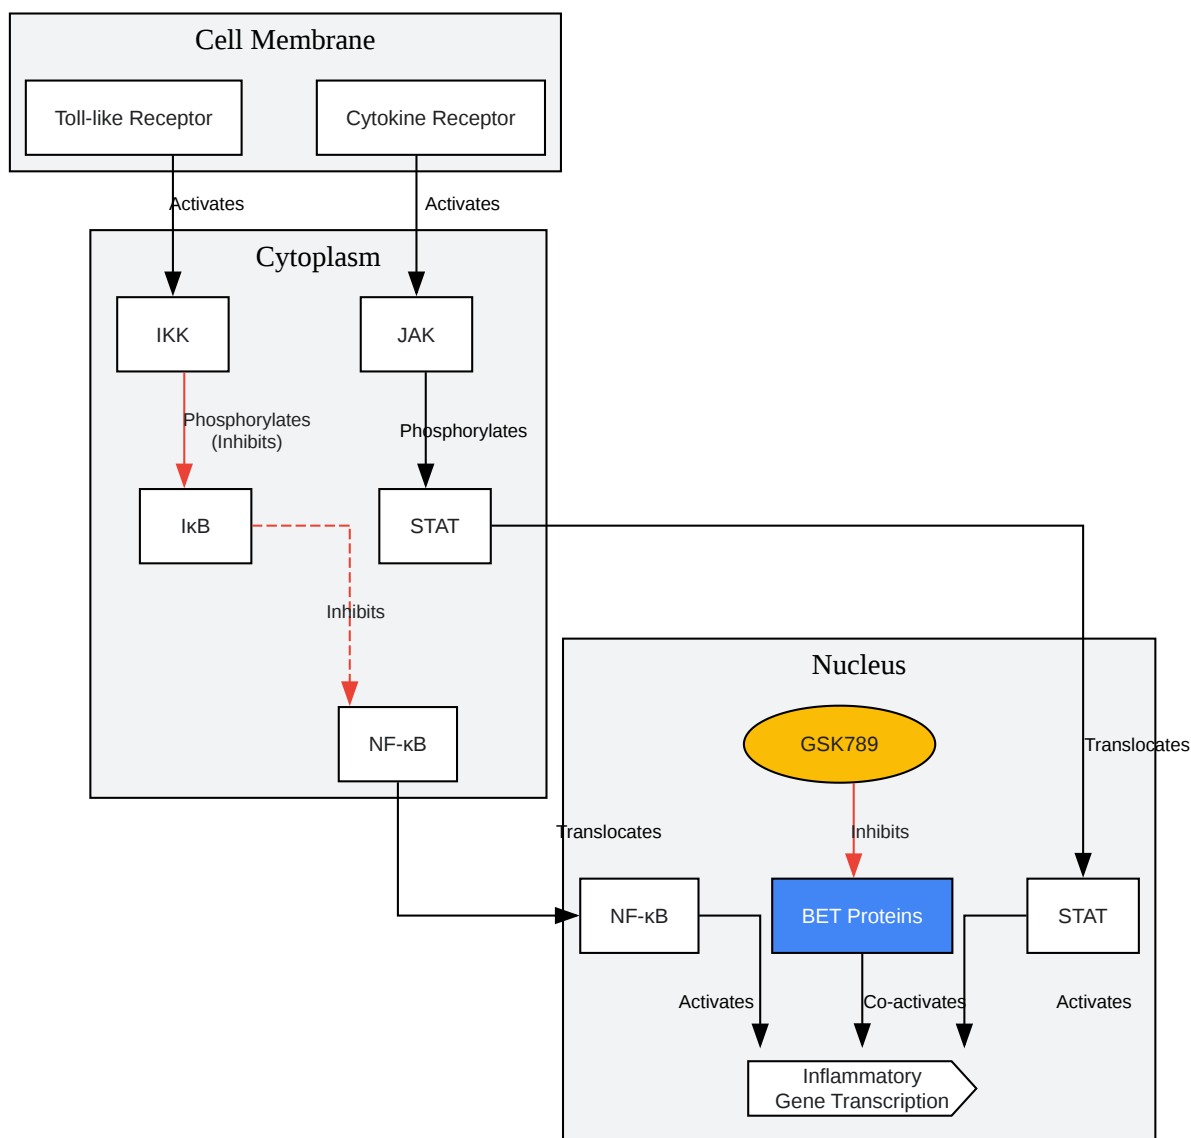 Cell Membrane
Toll-like Receptor
Cytokine Receptor
Activates
Activates
Cytoplasm
IKK
JAK
Phosphorylates
(Inhibits)
Phosphorylates
IκB
STAT
Inhibits
Nucleus
NF-κB
GSK789
Translocates
Translocates
Inhibits
NF-κB
BET Proteins
STAT
Activates
Co-activates
Activates
Inflammatory
Gene Transcription